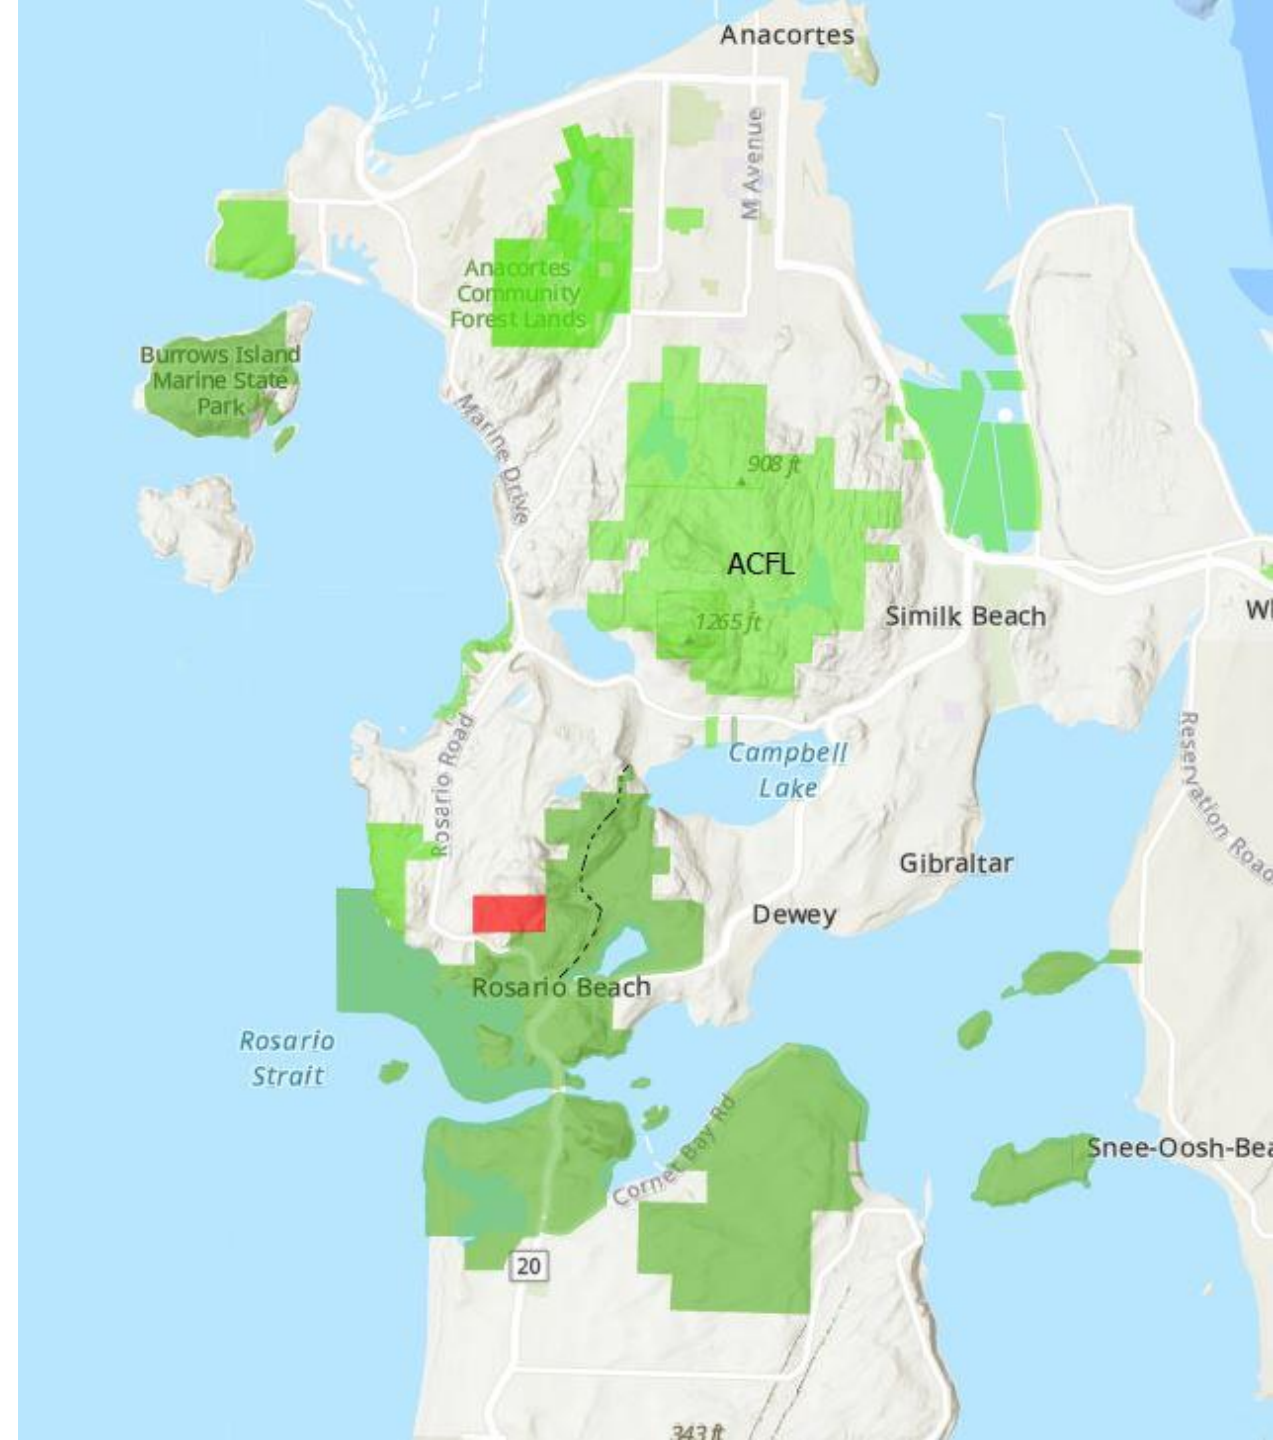 Anacortes
M Avenue
Anacortes
Community
Forest Lands
Burrows Island
Marine State
Park
Marine Drive
908 ft
ACFL
1265 ft
Similk Beach
Campbell
Lake
Rosario Road
Reservation Road
Gibraltar
Dewey
Rosario Beach
Rosario
Strait
Cornet Bay Rd
Snee-Oosh-Bea
20
343 ft